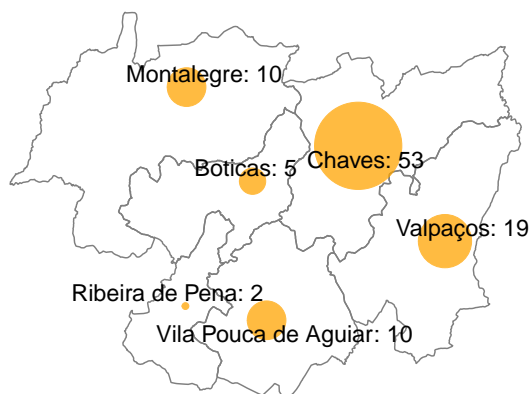 Montalegre: 10
Boticas: 5
Chaves: 53
Valpaços: 19
Ribeira de Pena: 2
Vila Pouca de Aguiar: 10